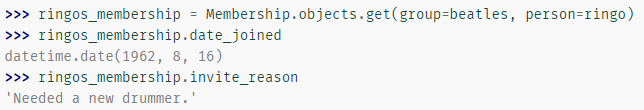 >>> ringos_membership = Membership.objects.get(group=beatles, person=ringo)
>>> ringos_membership.date_joined
datetime.date(1962, 8, 16)
>>> ringos_membership.invite_reason
'Needed a new drummer.'